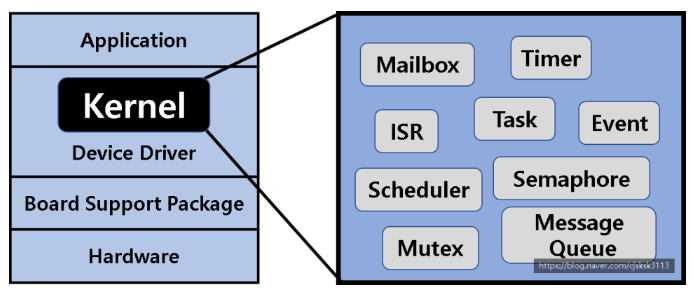 Application
Kernel
Device Driver
Board Support Package
Hardware
Mailbox
Timer
ISR
Task
Event
Scheduler
Semaphore
Mutex
Message
Queue
https://blog.naver.com/cjsksk3113